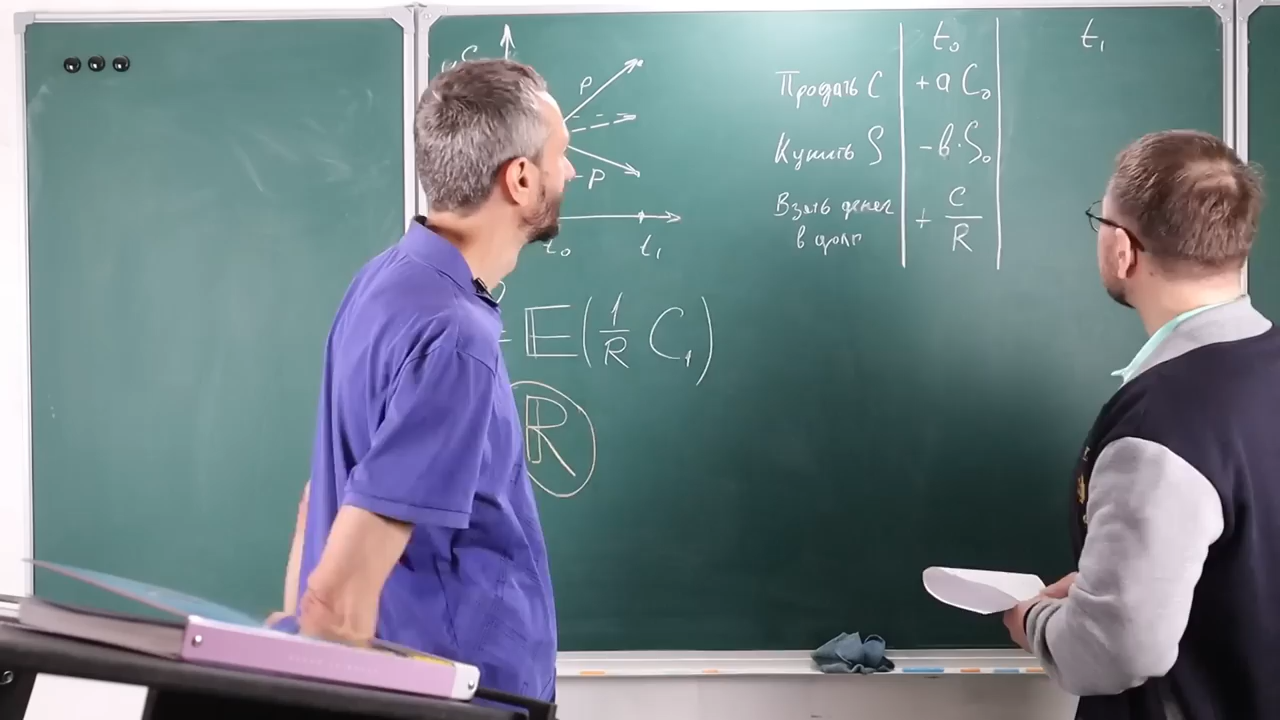 P
-P
t₀ t₁
= 𝔼(1/R C₁)
R
t₀ t₁
Продать C + a C₀
Купить S - b·S₀
Взять денег + C/R
в долг